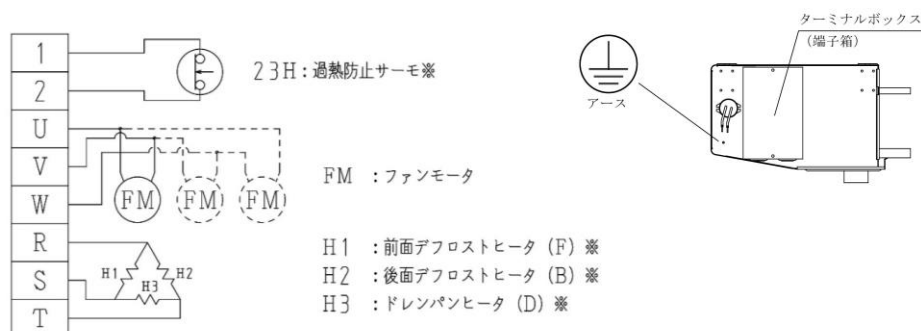 1
2
U
V
W
R
S
T
23H:過熱防止サーモ※
FM FM FM
FM :ファンモータ
H1 H2
H3
H1 :前面デフロストヒータ (F) ※
H2 :後面デフロストヒータ (B) ※
H3 :ドレンパンヒータ (D) ※
アース
ターミナルボックス
(端子箱)